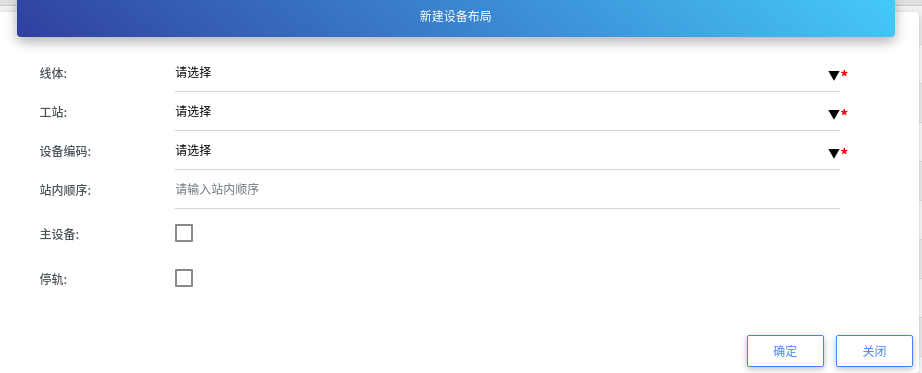 新建设备布局
线体: 请选择 *
工站: 请选择 *
设备编码: 请选择 *
站内顺序: 请输入站内顺序
主设备:
停轨:
确定 关闭